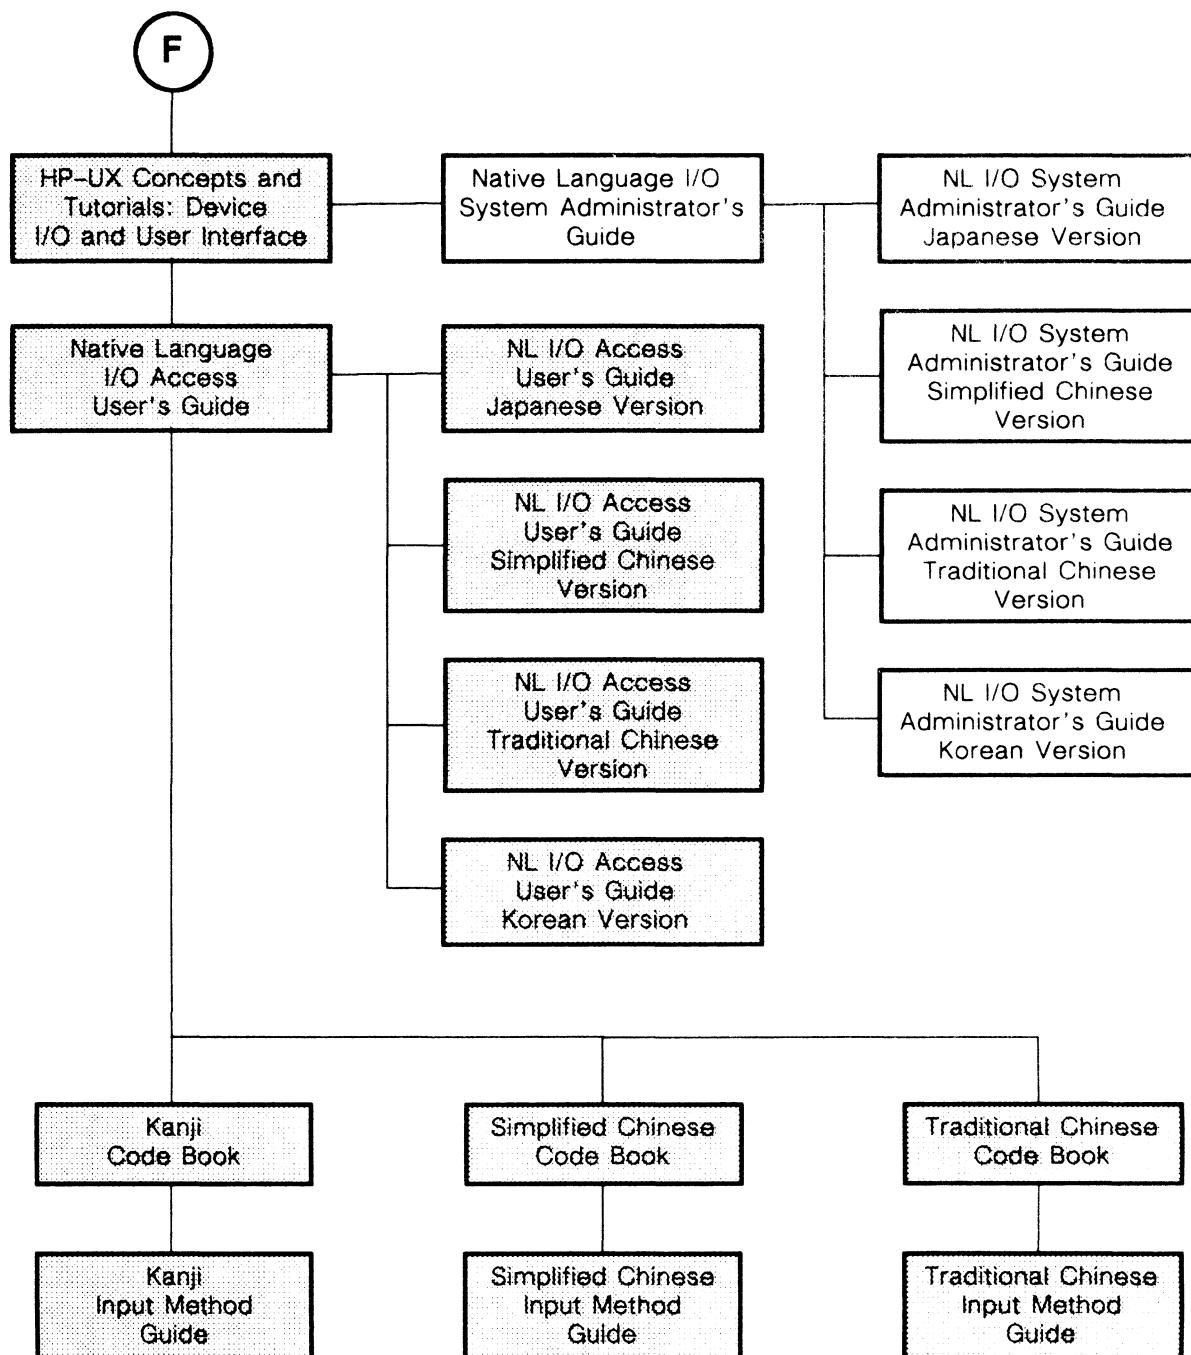 F
HP-UX Concepts and
Tutorials: Device
I/O and User Interface
Native Language I/O
System Administrator's
Guide
NL I/O System
Administrator's Guide
Japanese Version
Native Language
I/O Access
User's Guide
NL I/O Access
User's Guide
Japanese Version
NL I/O System
Administrator's Guide
Simplified Chinese
Version
NL I/O Access
User's Guide
Simplified Chinese
Version
NL I/O System
Administrator's Guide
Traditional Chinese
Version
NL I/O Access
User's Guide
Traditional Chinese
Version
NL I/O System
Administrator's Guide
Korean Version
NL I/O Access
User's Guide
Korean Version
Kanji
Code Book
Simplified Chinese
Code Book
Traditional Chinese
Code Book
Kanji
Input Method
Guide
Simplified Chinese
Input Method
Guide
Traditional Chinese
Input Method
Guide